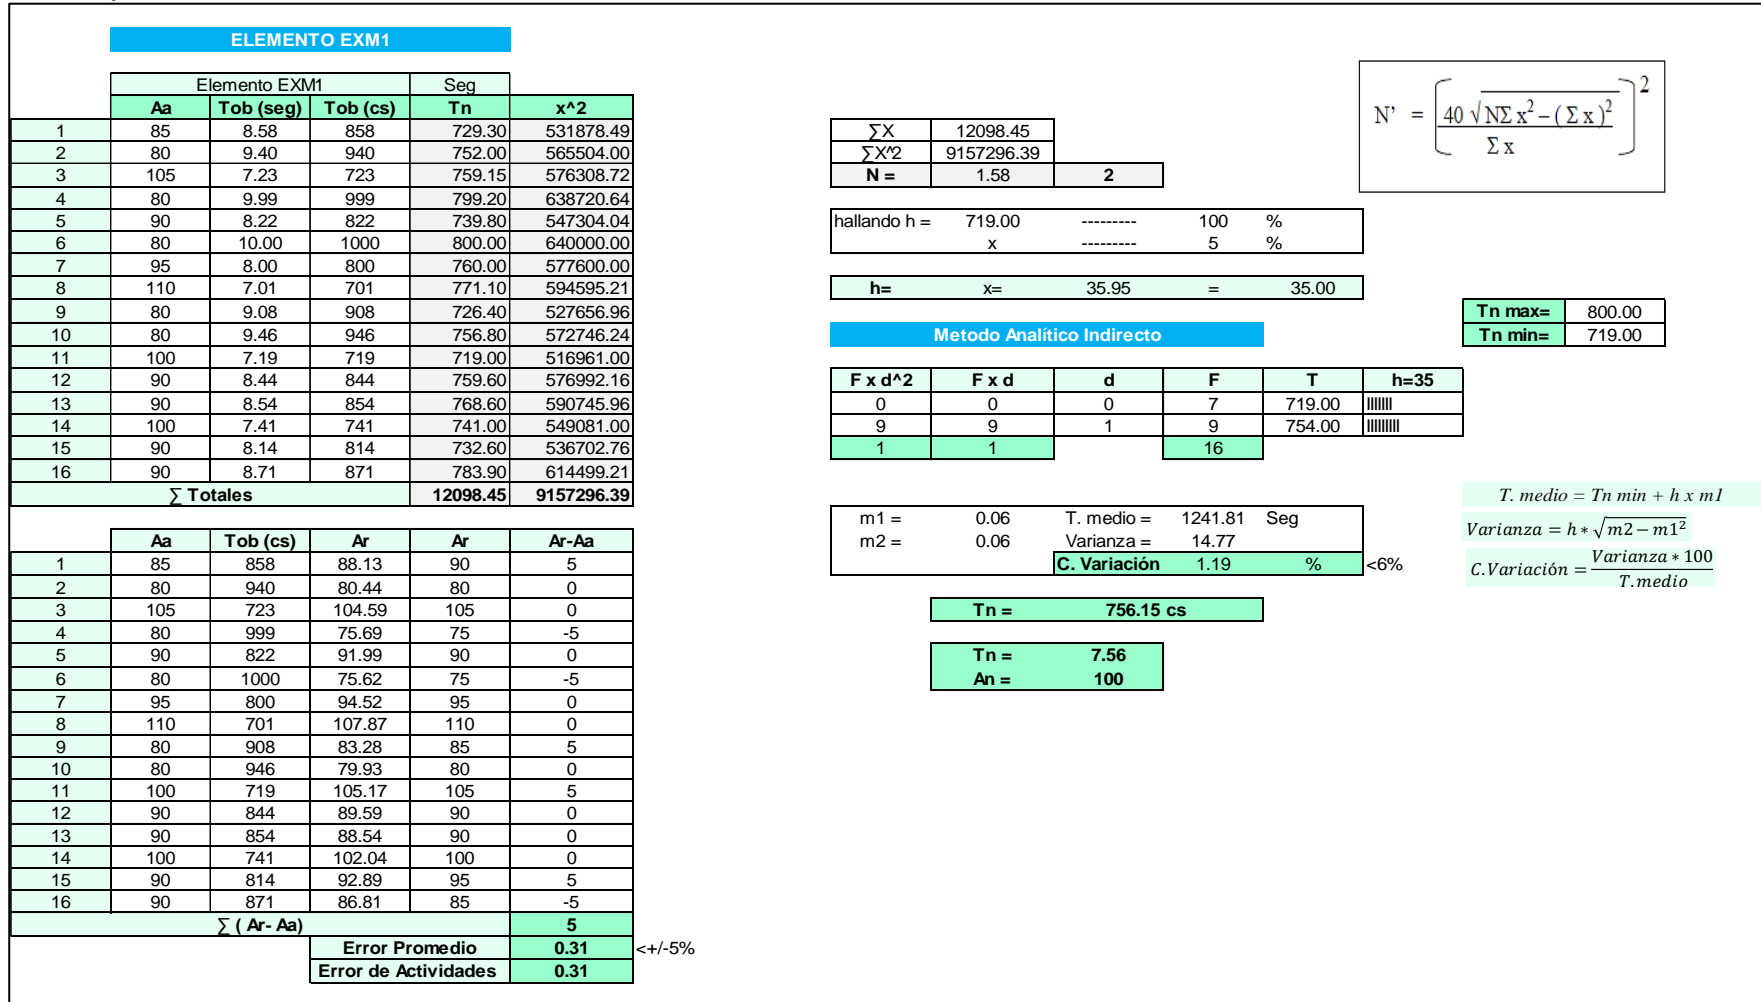 ELEMENTO EXM1
Elemento EXM1 Seg
Aa Tob (seg) Tob (cs) Tn x^2
1 85 8.58 858 729.30 531878.49
2 80 9.40 940 752.00 565504.00
3 105 7.23 723 759.15 576308.72
4 80 9.99 999 799.20 638720.64
5 90 8.22 822 739.80 547304.04
6 80 10.00 1000 800.00 640000.00
7 95 8.00 800 760.00 577600.00
8 110 7.01 701 771.10 594595.21
9 80 9.08 908 726.40 527656.96
10 80 9.46 946 756.80 572746.24
11 100 7.19 719 719.00 516961.00
12 90 8.44 844 759.60 576992.16
13 90 8.54 854 768.60 590745.96
14 100 7.41 741 741.00 549081.00
15 90 8.14 814 732.60 536702.76
16 90 8.71 871 783.90 614499.21
∑ Totales 12098.45 9157296.39
Aa Tob (cs) Ar Ar Ar-Aa
1 85 858 88.13 90 5
2 80 940 80.44 80 0
3 105 723 104.59 105 0
4 80 999 75.69 75 -5
5 90 822 91.99 90 0
6 80 1000 75.62 75 -5
7 95 800 94.52 95 0
8 110 701 107.87 110 0
9 80 908 83.28 85 5
10 80 946 79.93 80 0
11 100 719 105.17 105 5
12 90 844 89.59 90 0
13 90 854 88.54 90 0
14 100 741 102.04 100 0
15 90 814 92.89 95 5
16 90 871 86.81 85 -5
∑ ( Ar- Aa) 5
Error Promedio 0.31 <+/-5%
Error de Actividades 0.31
∑X 12098.45
∑X^2 9157296.39
N = 1.58 2
N' = [ 40 √ N∑ x² – ( ∑ x )² / ∑ x ] 2
hallando h = 719.00 --------- 100 %
x --------- 5 %
h= x= 35.95 = 35.00
Tn max= 800.00
Tn min= 719.00
Metodo Analítico Indirecto
F x d^2 F x d d F T h=35
0 0 0 7 719.00 IIIIIII
9 9 1 9 754.00 IIIIIIIII
1 1 16
m1 = 0.06 T. medio = 1241.81 Seg
m2 = 0.06 Varianza = 14.77
C. Variación 1.19 % <6%
T. medio = Tn min + h x m1
Varianza = h * √m2 − m1²
C.Variación = Varianza * 100 / T.medio
Tn = 756.15 cs
Tn = 7.56
An = 100